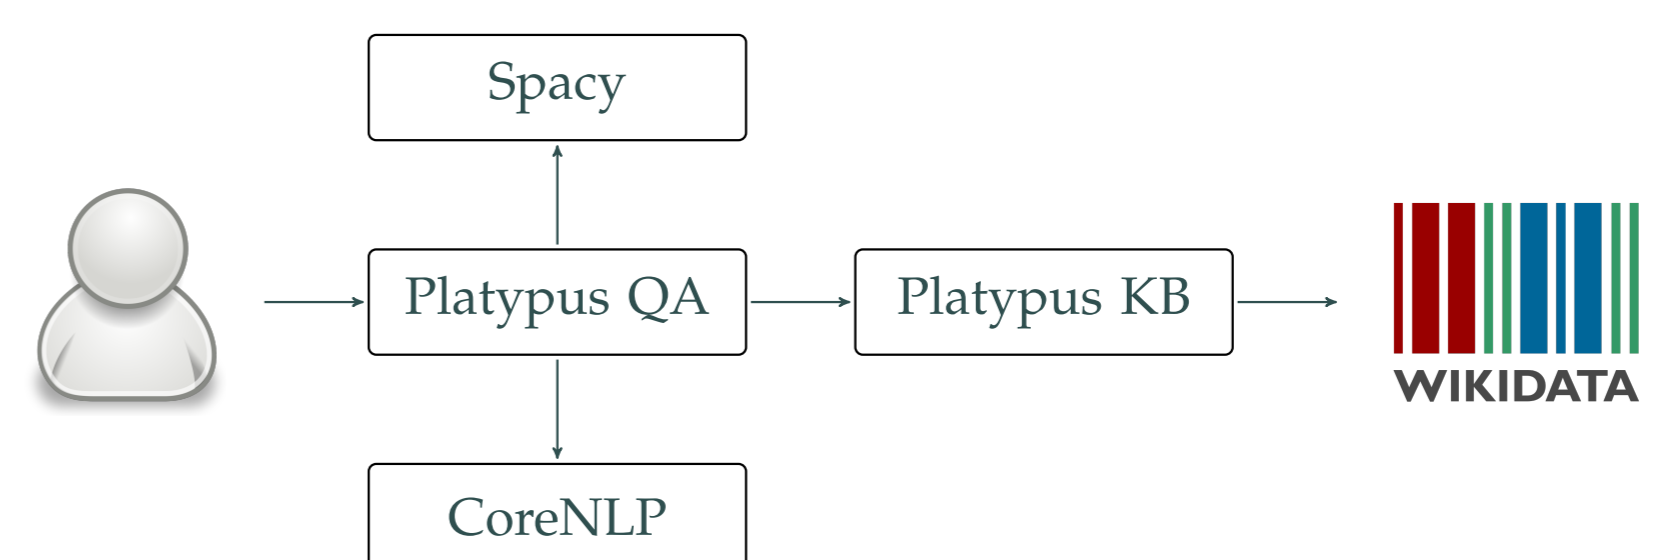 Spacy
Platypus QA
Platypus KB
WIKIDATA
CoreNLP